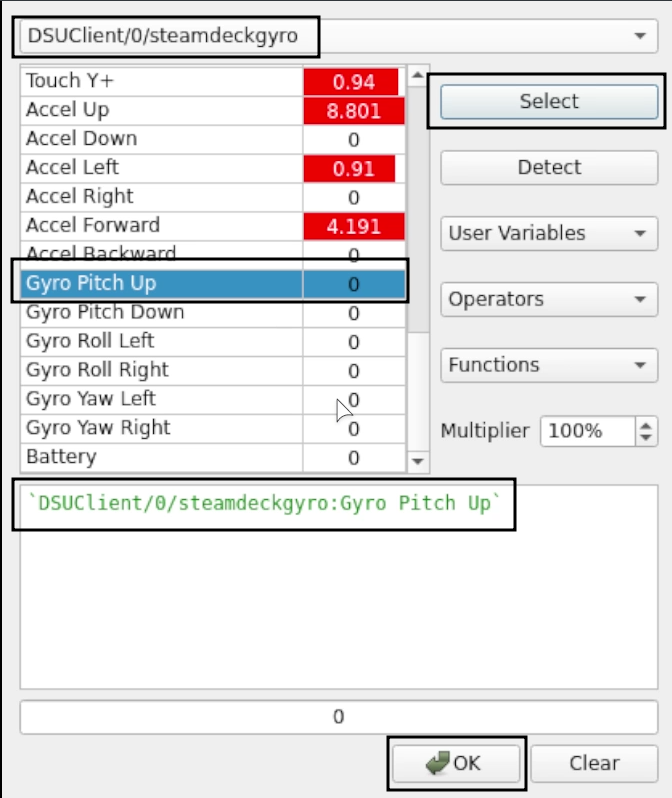 DSUClient/0/steamdeckgyro
Touch Y+ 0.94
Accel Up 8.801
Accel Down 0
Accel Left 0.91
Accel Right 0
Accel Forward 4.191
Accel Backward 0
Gyro Pitch Up 0
Gyro Pitch Down 0
Gyro Roll Left 0
Gyro Roll Right 0
Gyro Yaw Left 0
Gyro Yaw Right 0
Battery 0
Select
Detect
User Variables
Operators
Functions
Multiplier 100%
`DSUClient/0/steamdeckgyro:Gyro Pitch Up`
0
OK
Clear